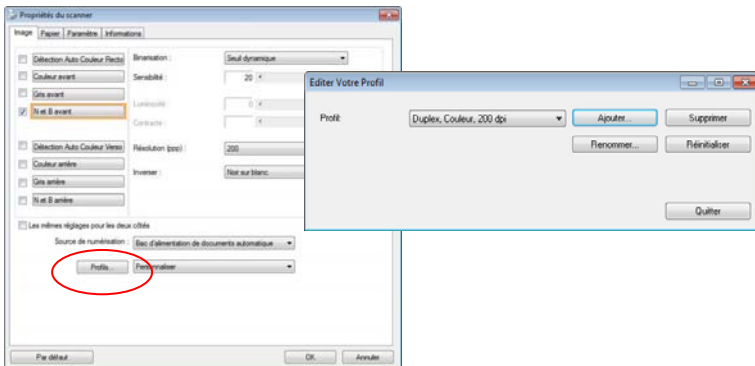 Propriétés du scanner
Image Papier Paramètre Informations
Détection Auto Couleur Recto Binarisation : Seuil dynamique
Couleur avant Sensibilité : 20
Gris avant
N et B avant Luminosité : 0
Contraste :
Détection Auto Couleur Verso Résolution (ppp) : 200
Couleur arrière
Gris arrière Inverser : Noir sur blanc
N et B arrière
Les mêmes réglages pour les deux côtés
Source de numérisation : Bac d'alimentation de documents automatique
Profils... Personnaliser
Par défaut OK Annuler
Editer Votre Profil
Profil: Duplex, Couleur, 200 dpi Ajouter... Supprimer
Renommer... Réinitialiser
Quitter